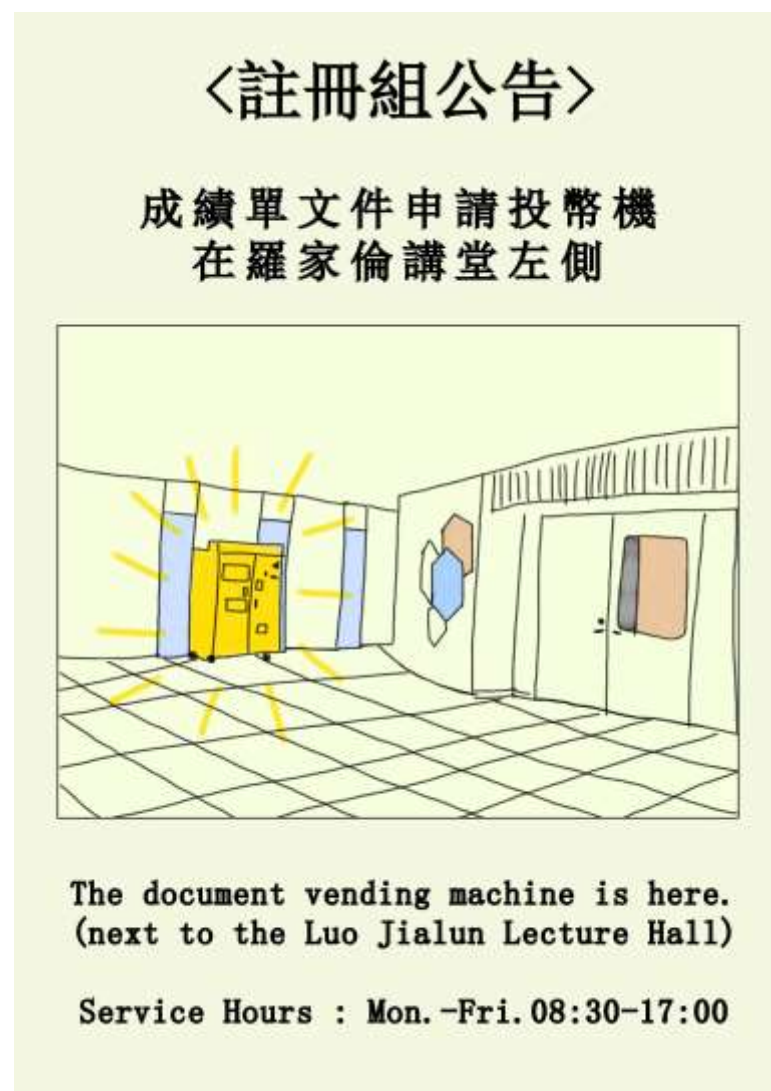 <註冊組公告>
成績單文件申請投幣機
在羅家倫講堂左側
The document vending machine is here.
(next to the Luo Jialun Lecture Hall)
Service Hours : Mon.-Fri.08:30-17:00